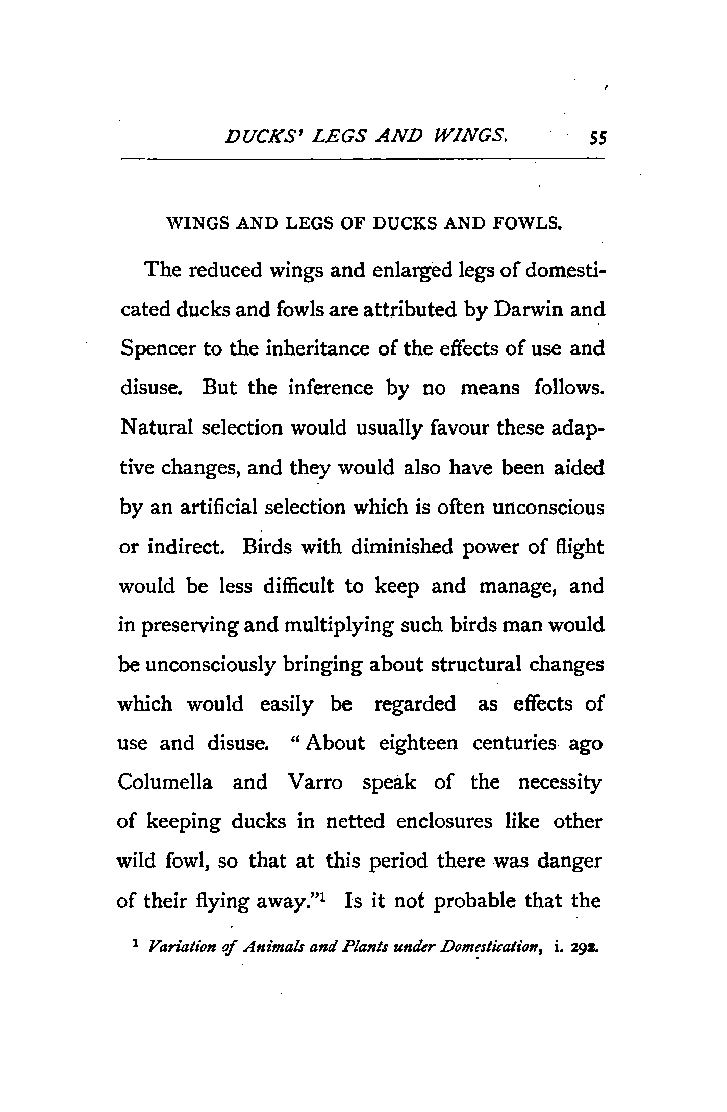 DUCKS' LEGS AND WINGS. 55
WINGS AND LEGS OF DUCKS AND FOWLS.
The reduced wings and enlarged legs of domesti-
cated ducks and fowls are attributed by Darwin and
Spencer to the inheritance of the effects of use and
disuse. But the inference by no means follows.
Natural selection would usually favour these adap-
tive changes, and they would also have been aided
by an artificial selection which is often unconscious
or indirect. Birds with diminished power of flight
would be less difficult to keep and manage, and
in preserving and multiplying such birds man would
be unconsciously bringing about structural changes
which would easily be regarded as effects of
use and disuse. "About eighteen centuries ago
Columella and Varro speak of the necessity
of keeping ducks in netted enclosures like other
wild fowl, so that at this period there was danger
of their flying away."¹ Is it not probable that the
¹ Variation of Animals and Plants under Domestication, i. 292.